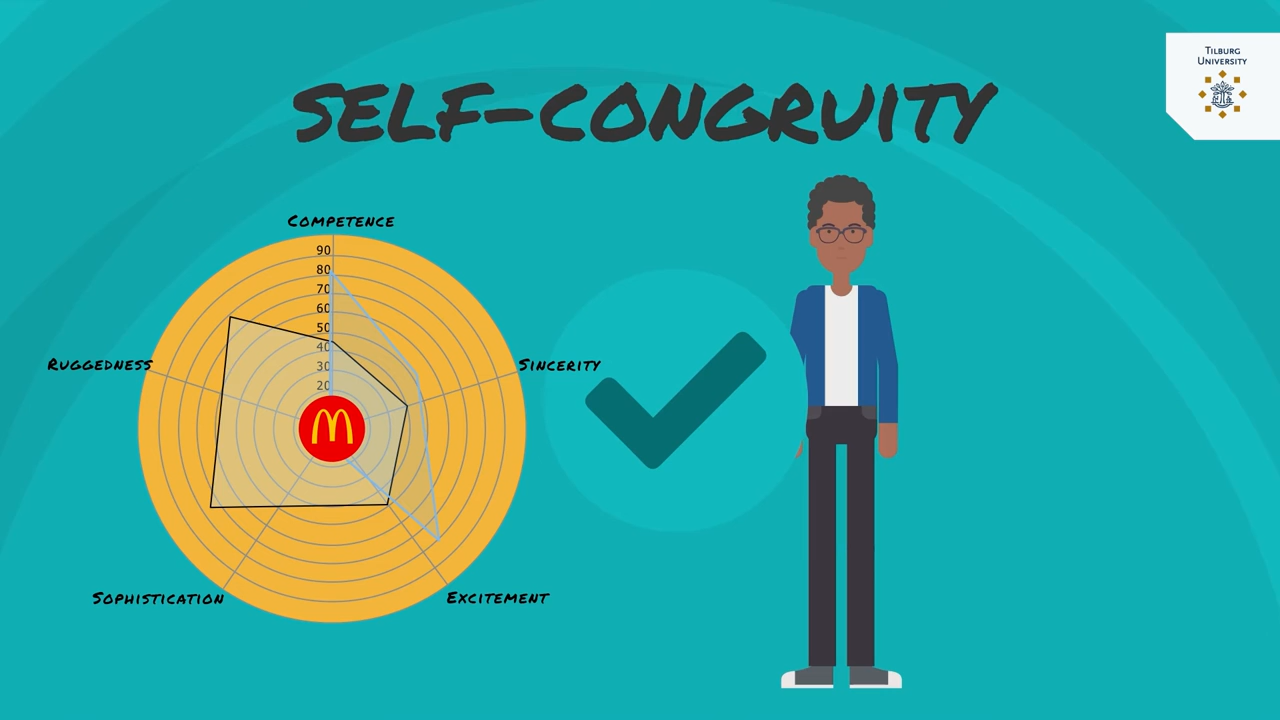 SELF-CONGRUITY
TILBURG
UNIVERSITY
COMPETENCE
90
80
70
60
50
40
30
20
RUGGEDNESS
SINCERITY
SOPHISTICATION
EXCITEMENT